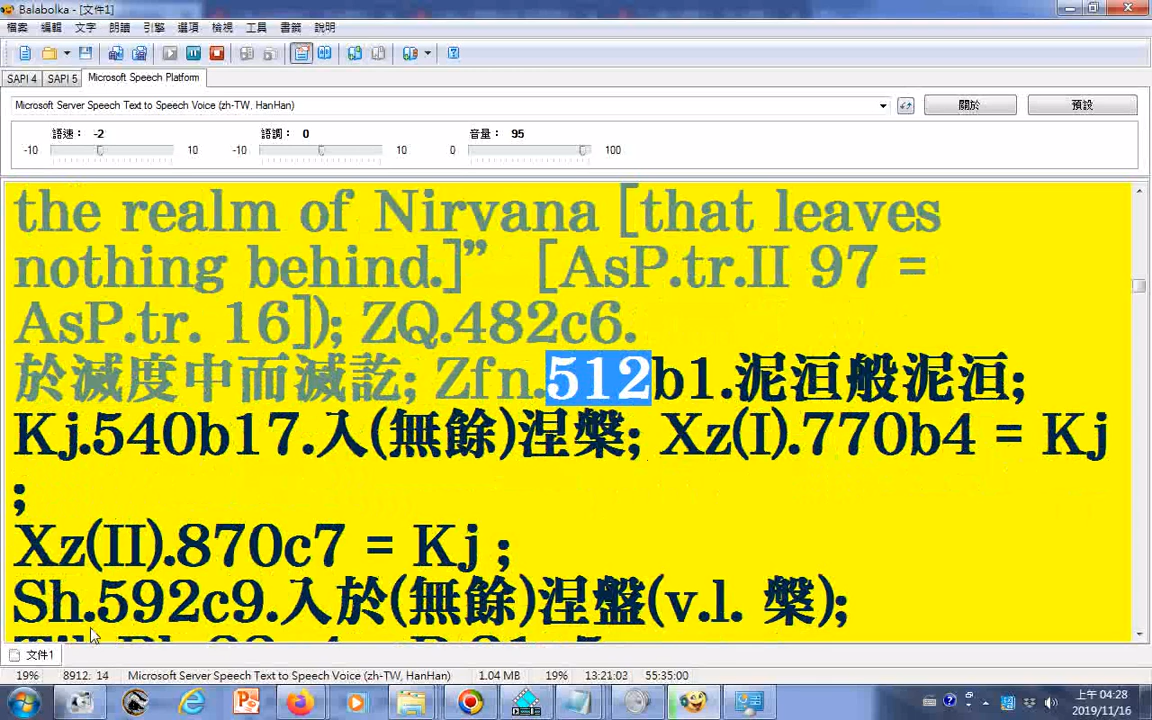 Balabolka - [文件1]
檔案 編輯 文字 朗讀 引擎 選項 檢視 工具 書籤 說明
SAPI 4 SAPI 5 Microsoft Speech Platform
Microsoft Server Speech Text to Speech Voice (zh-TW, HanHan) 關於 預設
語速： -2 語調： 0 音量： 95
-10 10 -10 10 0 100
the realm of Nirvana [that leaves
nothing behind.]” [AsP.tr.II 97 =
AsP.tr. 16]); ZQ.482c6.
於滅度中而滅訖; Zfn.512b1.泥洹般泥洹;
Kj.540b17.入(無餘)涅槃; Xz(I).770b4 = Kj
;
Xz(II).870c7 = Kj ;
Sh.592c9.入於(無餘)涅盤(v.l. 槃);
文件1
19% 8912: 14 Microsoft Server Speech Text to Speech Voice (zh-TW, HanHan) 1.04 MB 19% 13:21:03 55:35:00
上午 04:28
2019/11/16